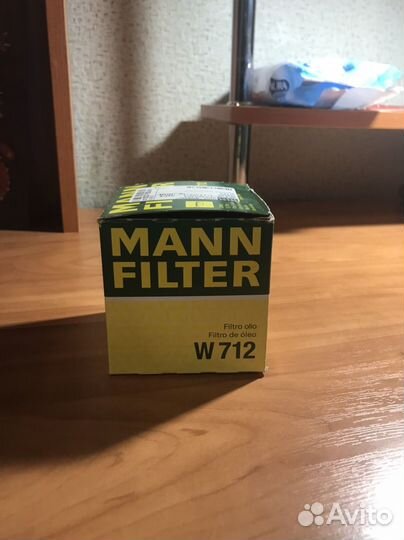 MANN
FILTER
Filtro olio
Filtro de óleo
W 712
Avito